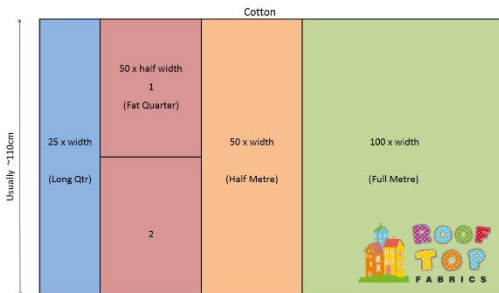 Cotton
Usually ~110cm
25 x width
(Long Qtr)
50 x half width
1
(Fat Quarter)
2
50 x width
(Half Metre)
100 x width
(Full Metre)
ROOF
TOP
FABRICS